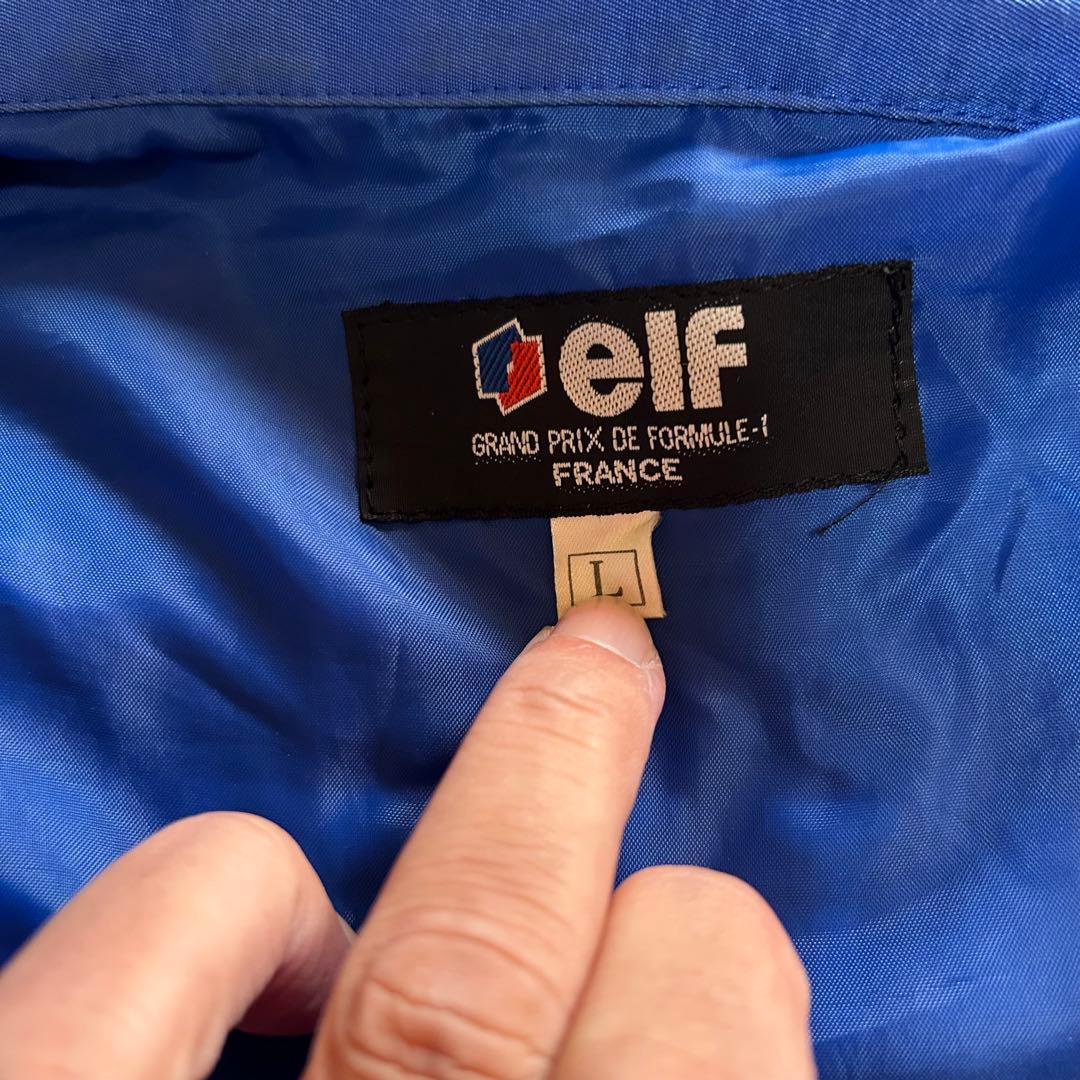 elf
GRAND PRIX DE FORMULE-1
FRANCE
L